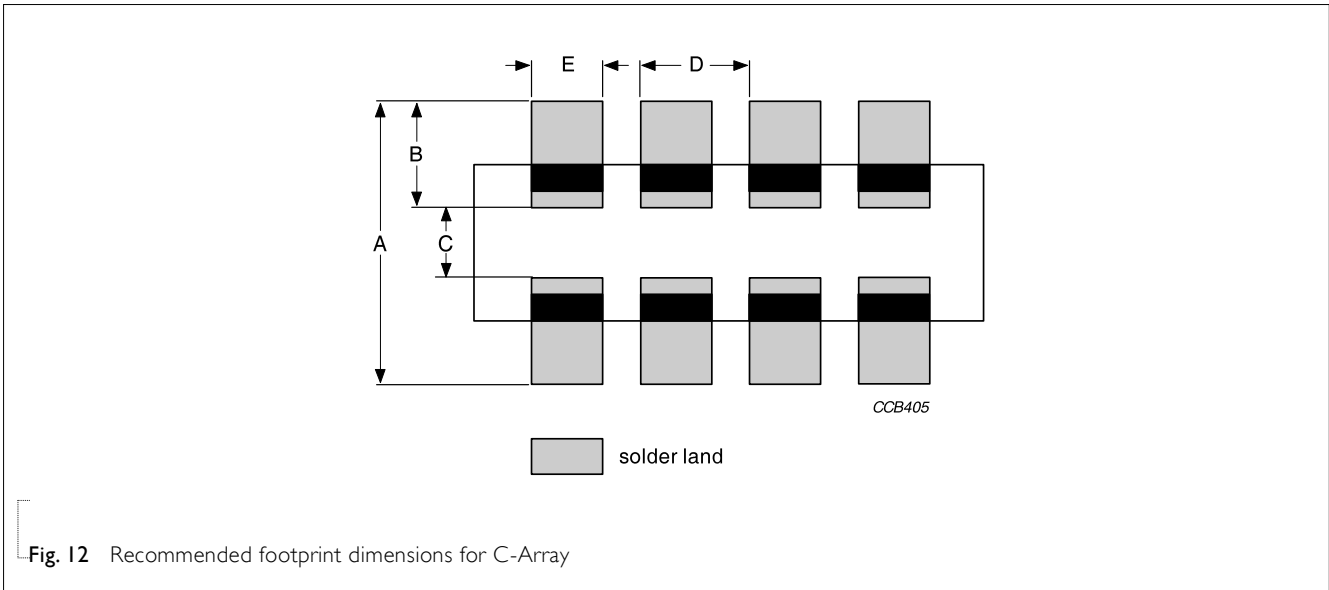 E
D
B
A
C
CCB405
solder land
Fig. 12 Recommended footprint dimensions for C-Array